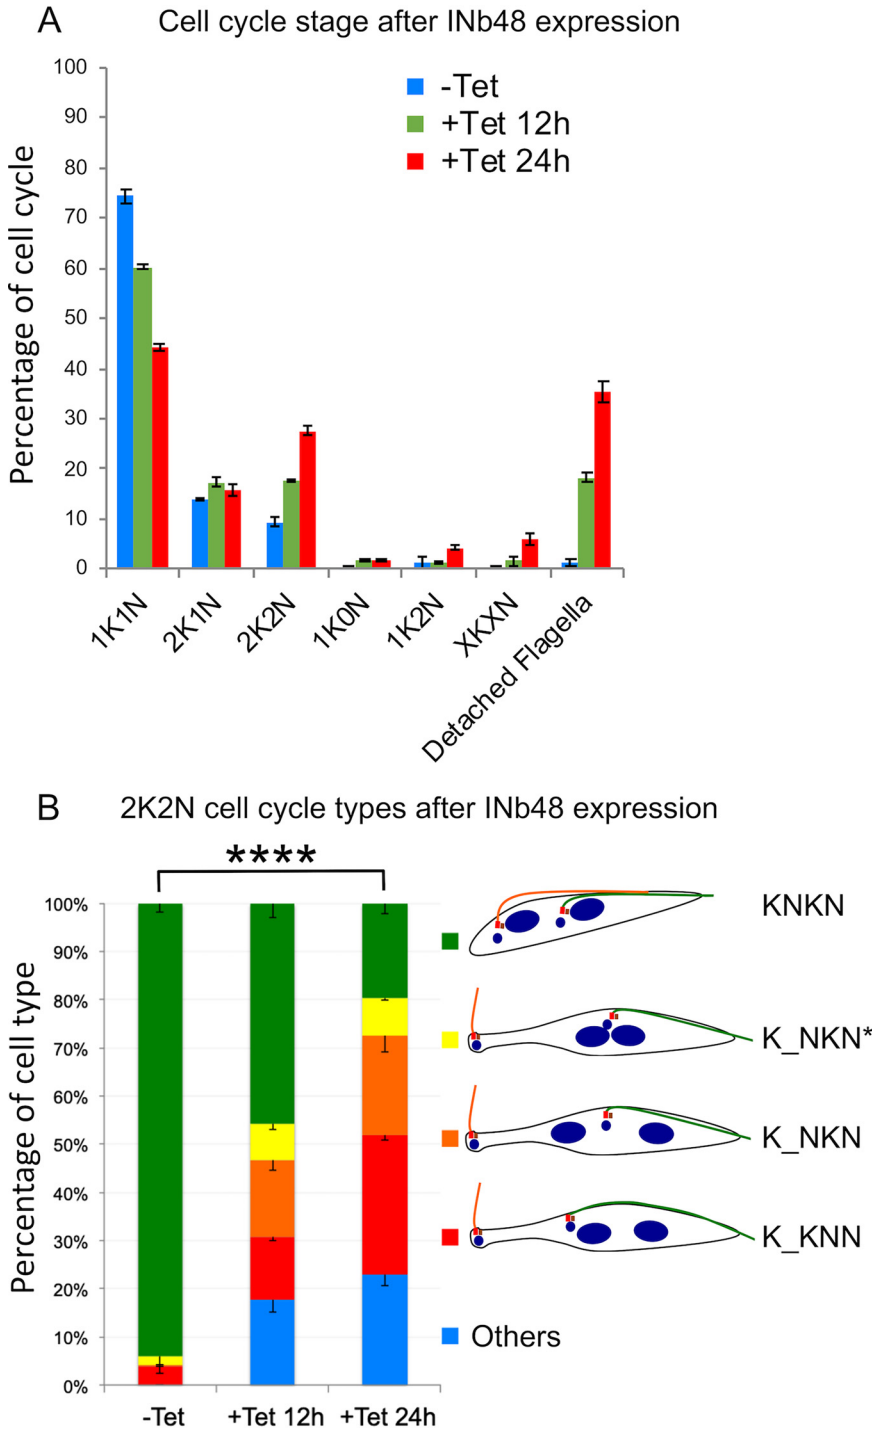 A
Cell cycle stage after INb48 expression
Percentage of cell cycle
100
90
80
70
60
50
40
30
20
10
0
-Tet
+Tet 12h
+Tet 24h
1K1N
2K1N
2K2N
1K0N
1K2N
XKXN
Detached Flagella
B
2K2N cell cycle types after INb48 expression
****
Percentage of cell type
100%
90%
80%
70%
60%
50%
40%
30%
20%
10%
0%
-Tet
+Tet 12h
+Tet 24h
KNKN
K_NKN*
K_NKN
K_KNN
Others